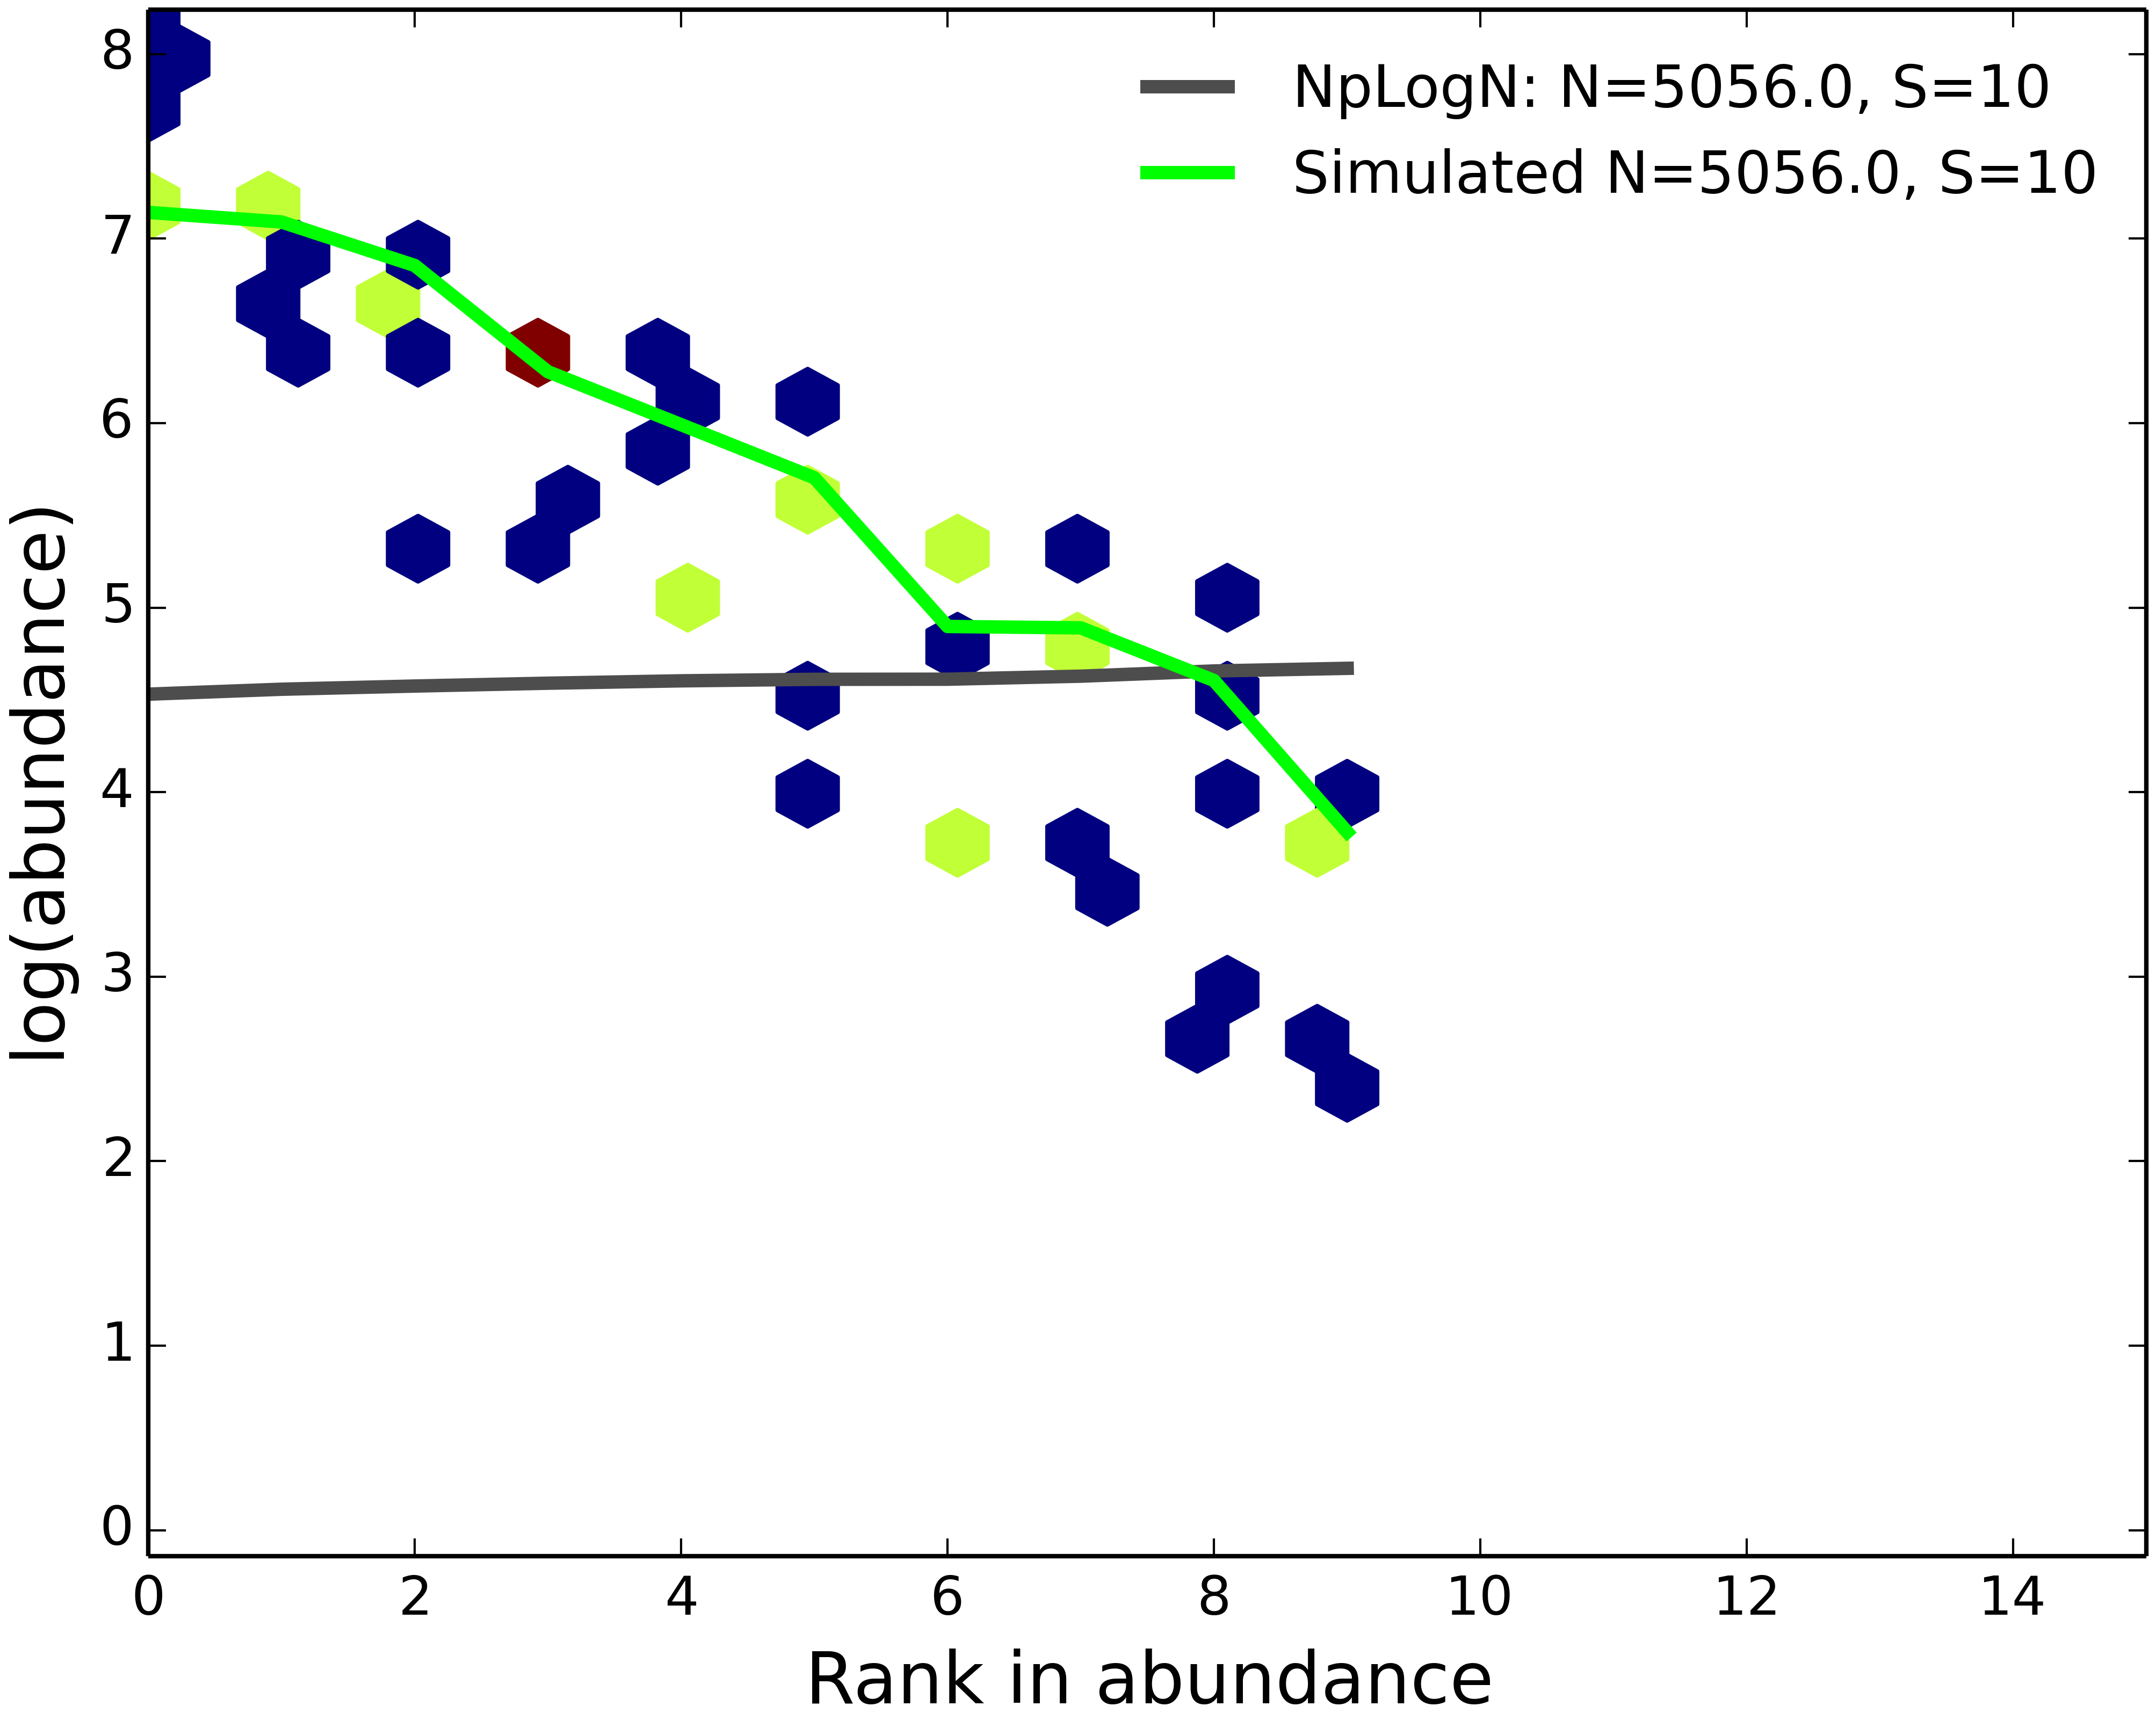 NpLogN: N=5056.0, S=10
Simulated N=5056.0, S=10
8
7
6
5
4
3
2
1
0
log(abundance)
0 2 4 6 8 10 12 14
Rank in abundance